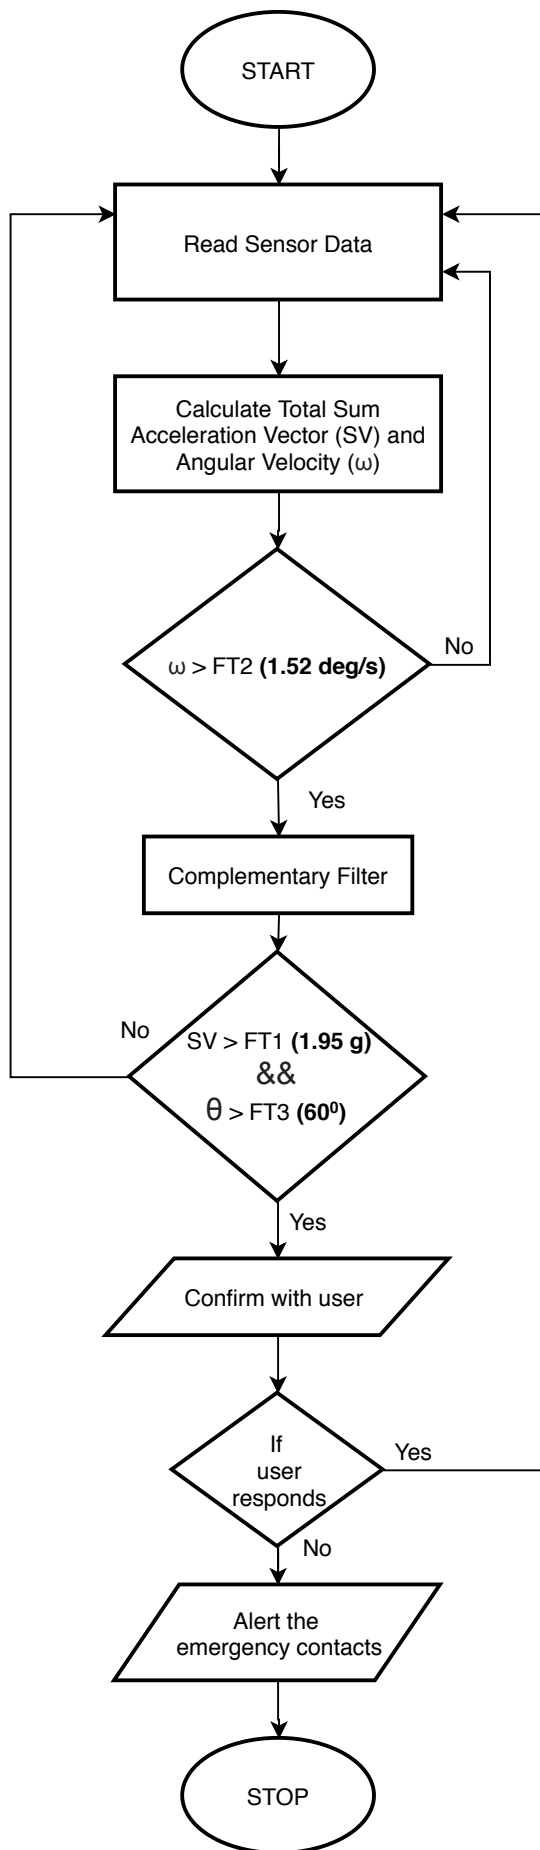 START
Read Sensor Data
Calculate Total Sum
Acceleration Vector (SV) and
Angular Velocity (ω)
ω > FT2 (1.52 deg/s)
No
Yes
Complementary Filter
No
SV > FT1 (1.95 g)
&&
θ > FT3 (60⁰)
Yes
Confirm with user
If
user
responds
Yes
No
Alert the
emergency contacts
STOP